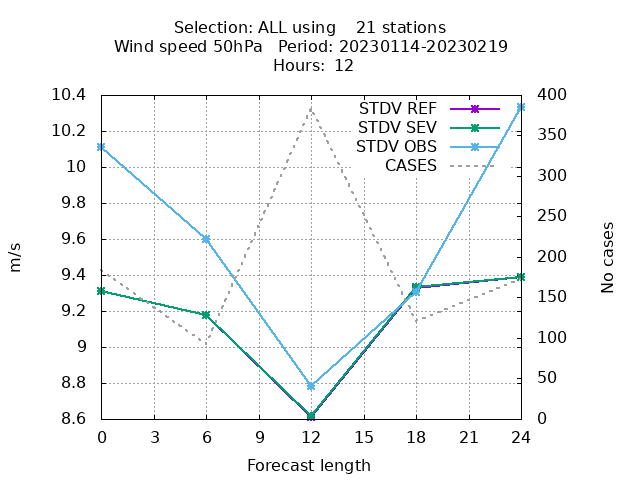 Selection: ALL using    21 stations
Wind speed 50hPa   Period: 20230114-20230219
Hours:  12
STDV REF
STDV SEV
STDV OBS
CASES
10.4
10.2
10
9.8
9.6
9.4
9.2
9
8.8
8.6
m/s
400
350
300
250
200
150
100
50
0
No cases
0 3 6 9 12 15 18 21 24
Forecast length